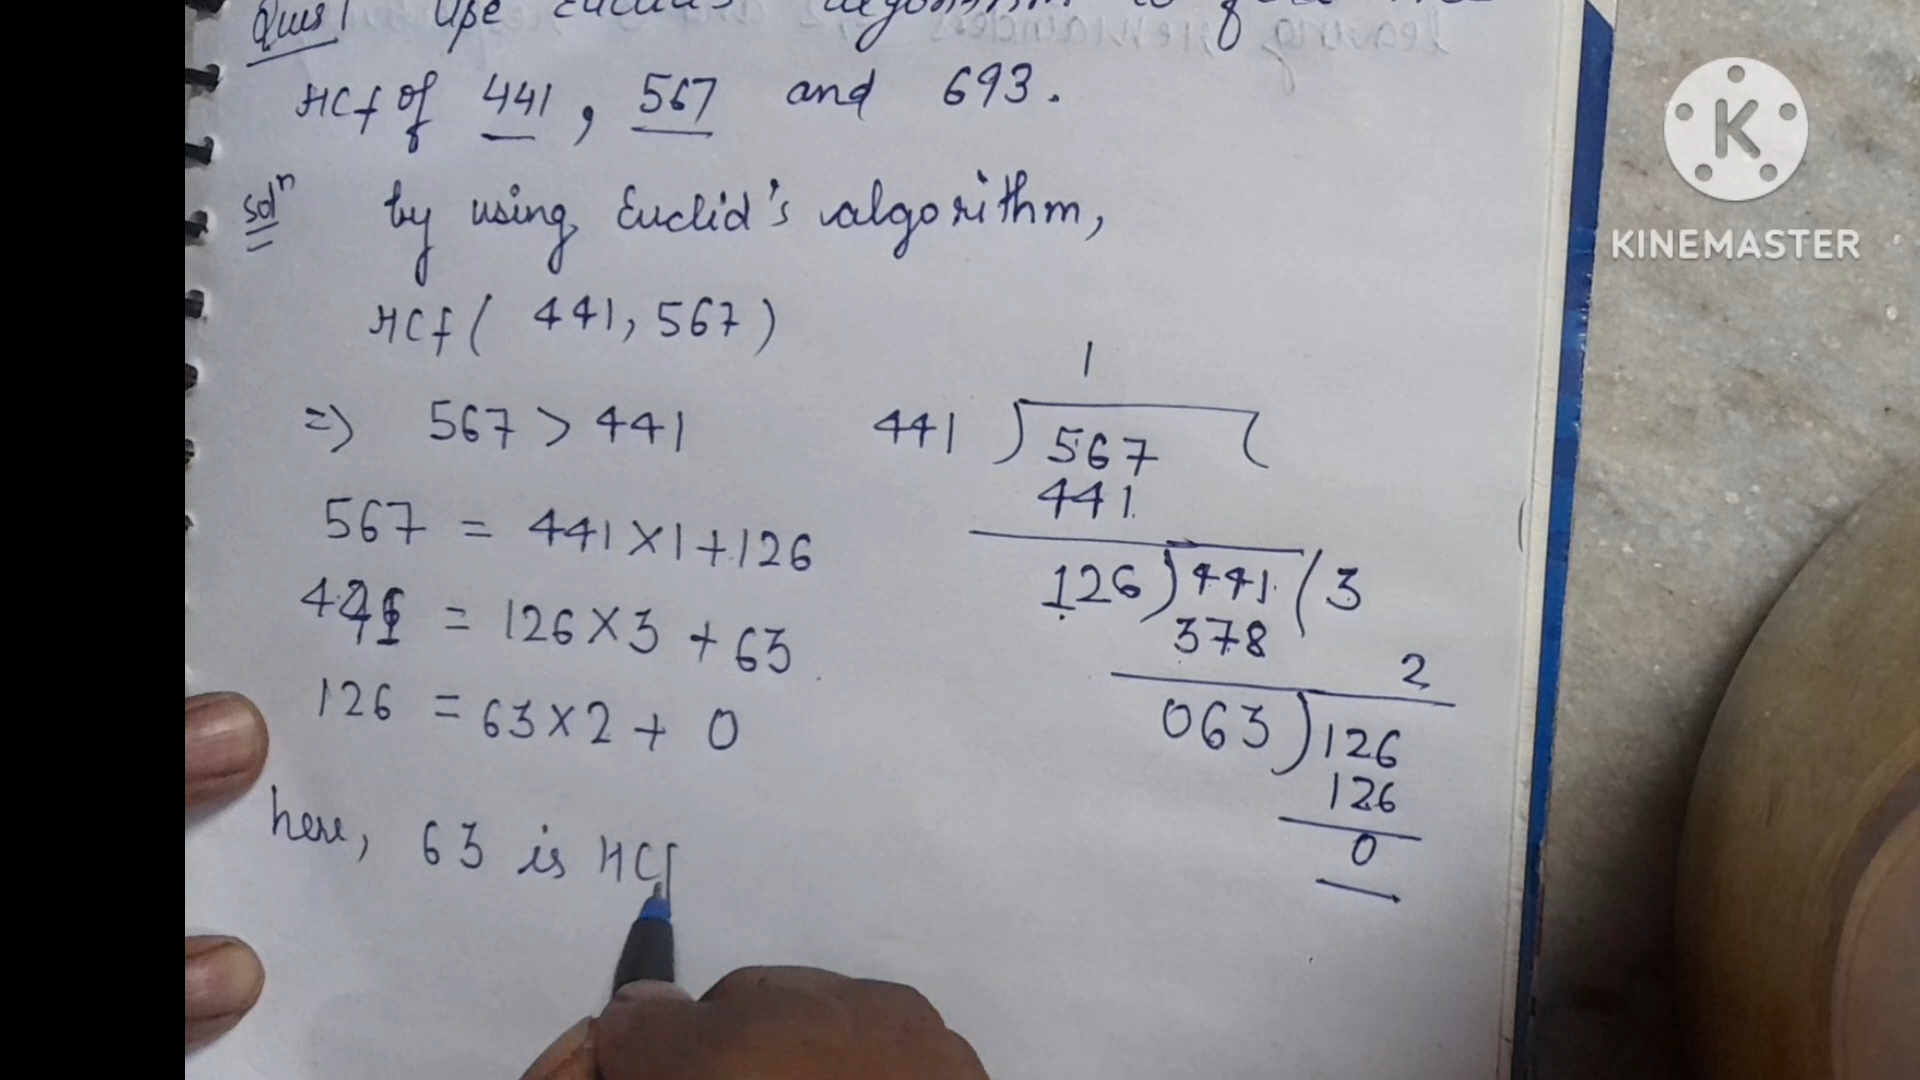 Ques 1 Use Euclid's algorithm to find
HCf of 441, 567 and 693.
Solⁿ by using Euclid's algorithm,
HCf ( 441, 567 )
=> 567 > 441
567 = 441 × 1 + 126
441 = 126 × 3 + 63
126 = 63 × 2 + 0
here, 63 is HCf
1
441 ) 567 (
441
126 ) 441 ( 3
378
2
063 ) 126
126
0
K
KINEMASTER